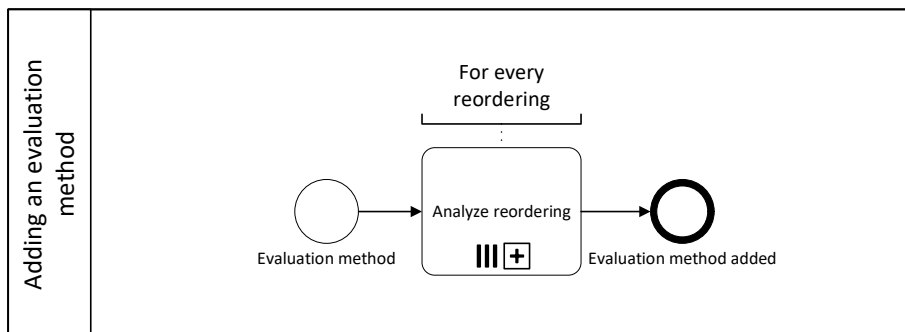 Adding an evaluation
method
For every
reordering
Analyze reordering
Evaluation method
Evaluation method added